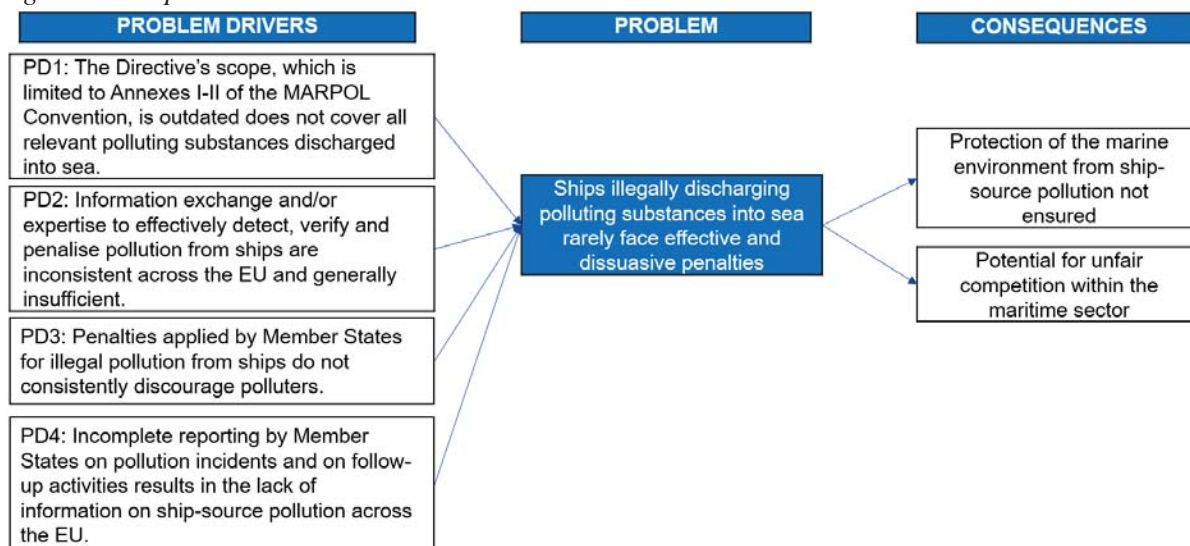 PROBLEM DRIVERS
PD1: The Directive's scope, which is
limited to Annexes I-II of the MARPOL
Convention, is outdated does not cover all
relevant polluting substances discharged
into sea.
PD2: Information exchange and/or
expertise to effectively detect, verify and
penalise pollution from ships are
inconsistent across the EU and generally
insufficient.
PD3: Penalties applied by Member States
for illegal pollution from ships do not
consistently discourage polluters.
PD4: Incomplete reporting by Member
States on pollution incidents and on follow-
up activities results in the lack of
information on ship-source pollution across
the EU.
PROBLEM
Ships illegally discharging
polluting substances into sea
rarely face effective and
dissuasive penalties
CONSEQUENCES
Protection of the marine
environment from ship-
source pollution not
ensured
Potential for unfair
competition within the
maritime sector